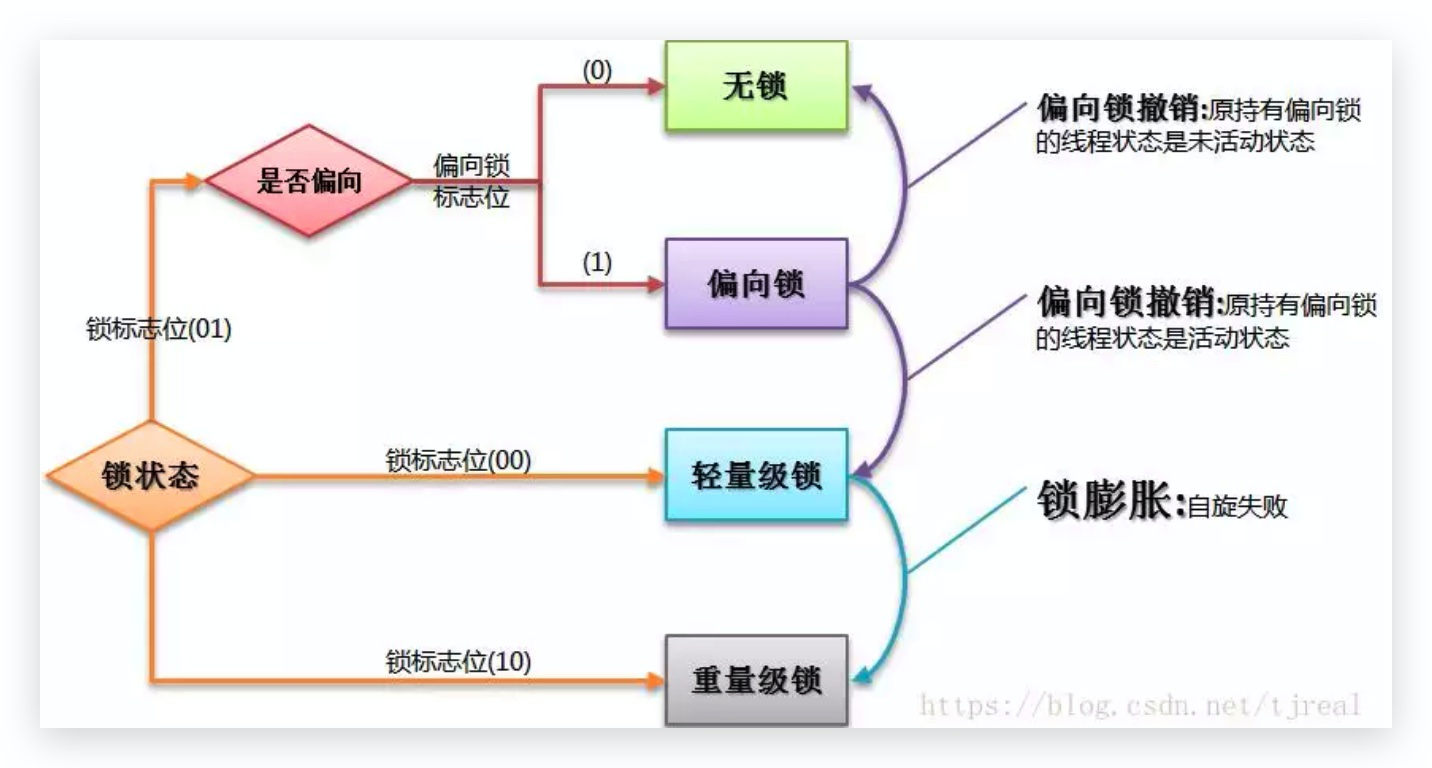 (0)
无锁
偏向锁撤销:原持有偏向锁
的线程状态是未活动状态
是否偏向
偏向锁
标志位
(1)
偏向锁
偏向锁撤销:原持有偏向锁
的线程状态是活动状态
锁标志位(01)
锁状态
锁标志位(00)
轻量级锁
锁膨胀:自旋失败
锁标志位(10)
重量级锁
https://blog.csdn.net/tjreal